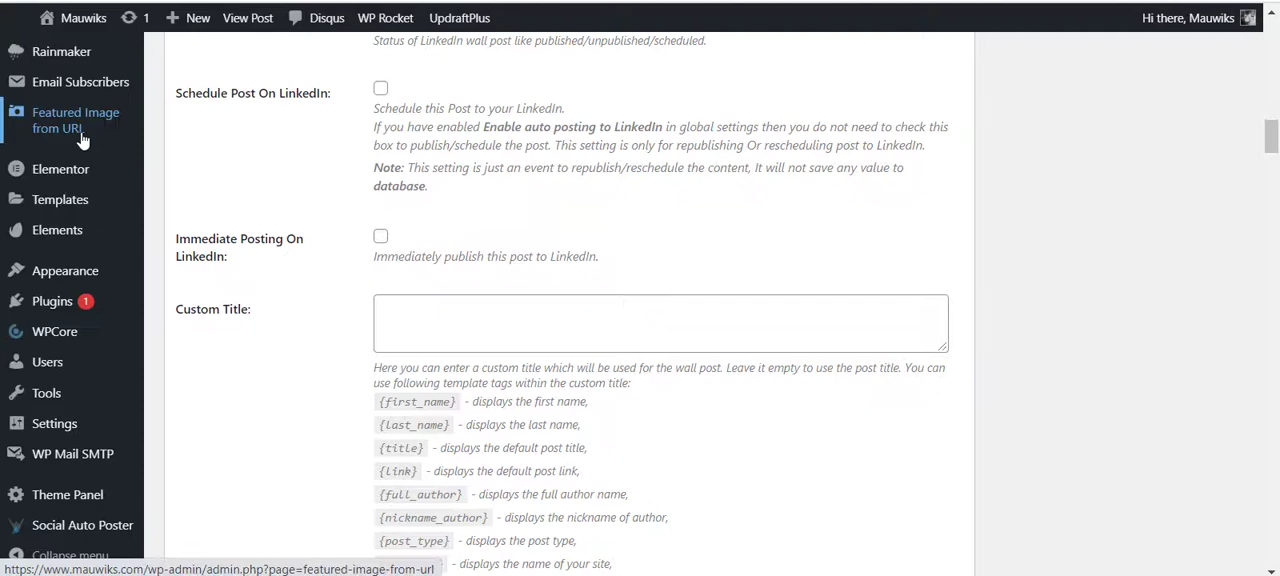 Mauwiks
1
New
View Post
Disqus
WP Rocket
UpdraftPlus
Hi there, Mauwiks
Rainmaker
Email Subscribers
Featured Image
from URL
Elementor
Templates
Elements
Appearance
Plugins 1
WPCore
Users
Tools
Settings
WP Mail SMTP
Theme Panel
Social Auto Poster
Collapse menu
Status of LinkedIn wall post like published/unpublished/scheduled.
Schedule Post On LinkedIn:
Schedule this Post to your LinkedIn.
If you have enabled Enable auto posting to LinkedIn in global settings then you do not need to check this
box to publish/schedule the post. This setting is only for republishing Or rescheduling post to LinkedIn.
Note: This setting is just an event to republish/reschedule the content, It will not save any value to
database.
Immediate Posting On
LinkedIn:
Immediately publish this post to LinkedIn.
Custom Title:
Here you can enter a custom title which will be used for the wall post. Leave it empty to use the post title. You can
use following template tags within the custom title:
{first_name} - displays the first name,
{last_name} - displays the last name,
{title} - displays the default post title,
{link} - displays the default post link,
{full_author} - displays the full author name,
{nickname_author} - displays the nickname of author,
{post_type} - displays the post type,
- displays the name of your site,
https://www.mauwiks.com/wp-admin/admin.php?page=featured-image-from-url